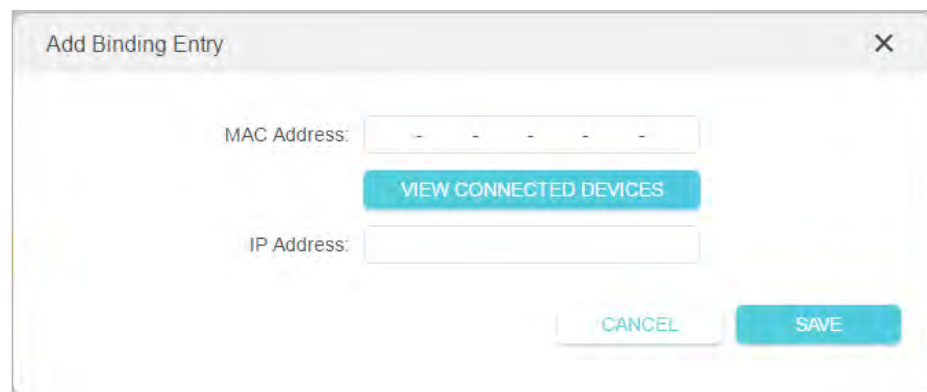 Add Binding Entry ×
MAC Address: - - - - -
VIEW CONNECTED DEVICES
IP Address:
CANCEL SAVE